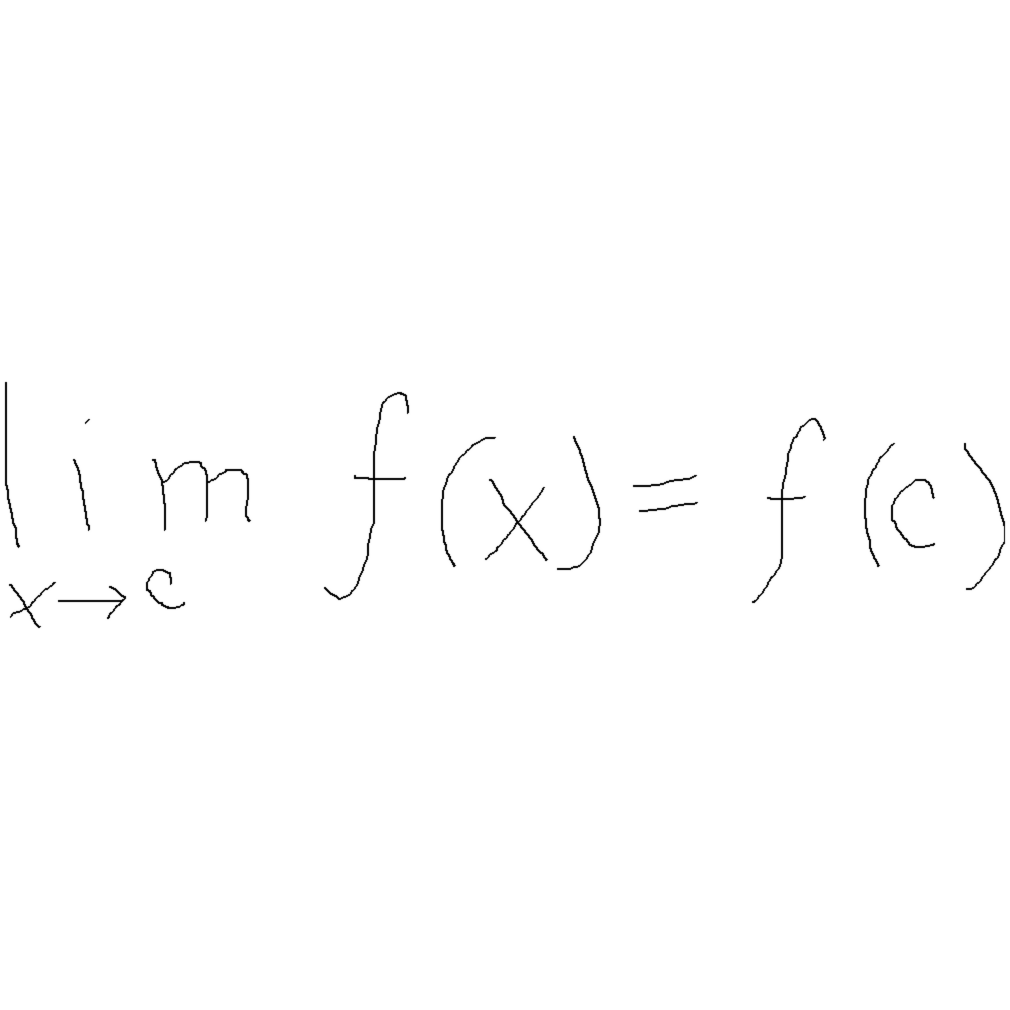 lim f(x) = f(c)
x→c